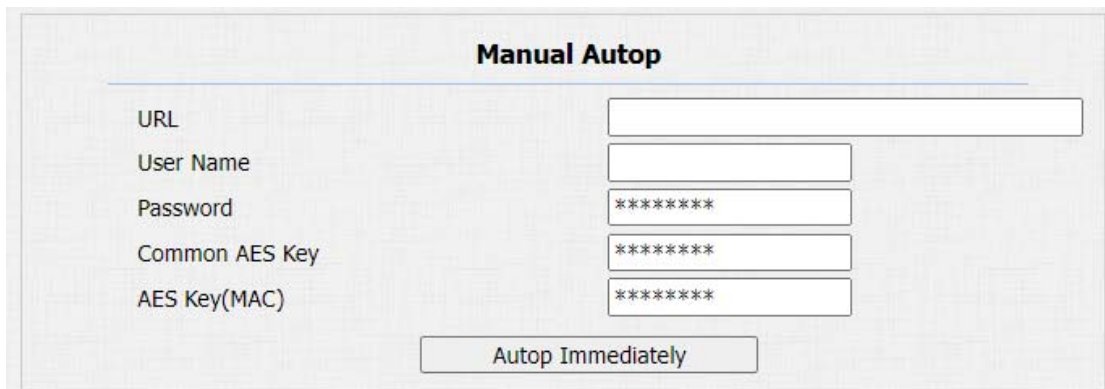 Manual Autop
URL
User Name
Password ********
Common AES Key ********
AES Key(MAC) ********
Autop Immediately